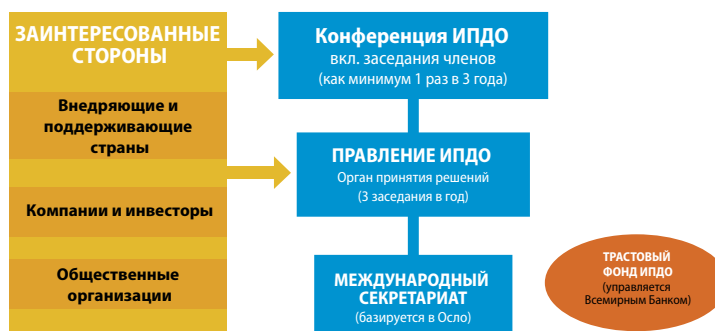 ЗАИНТЕРЕСОВАННЫЕ
СТОРОНЫ
Внедряющие и
поддерживающие
страны
Компании и инвесторы
Общественные
организации
Конференция ИПДО
вкл. заседания членов
(как минимум 1 раз в 3 года)
ПРАВЛЕНИЕ ИПДО
Орган принятия решений
(3 заседания в год)
МЕЖДУНАРОДНЫЙ
СЕКРЕТАРИАТ
(базируется в Осло)
ТРАСТОВЫЙ
ФОНД ИПДО
(управляется
Всемирным Банком)